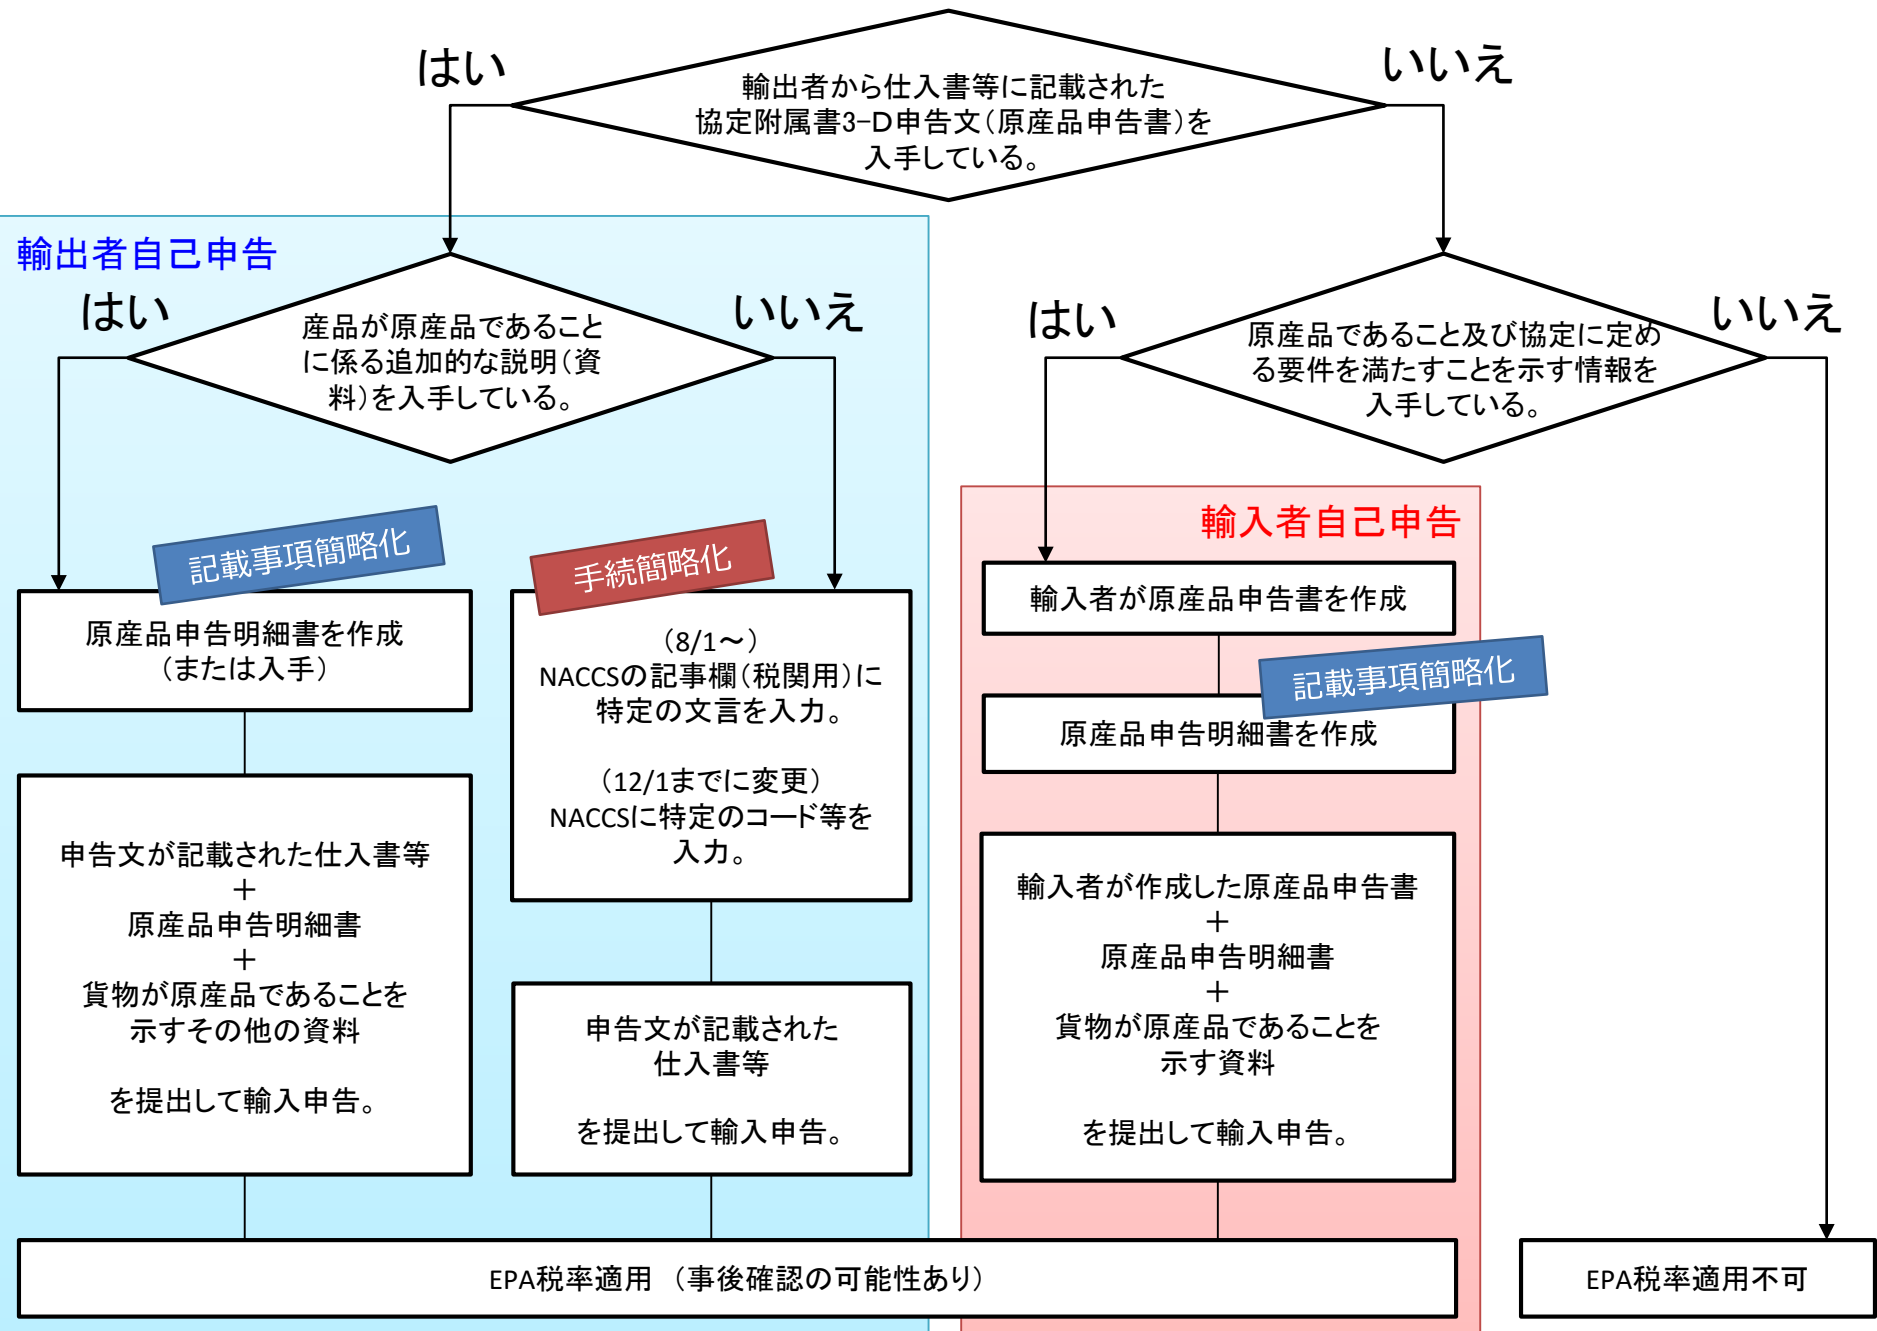 はい
いいえ
輸出者から仕入書等に記載された
協定附属書3-D申告文（原産品申告書）を
入手している。
輸出者自己申告
はい
いいえ
産品が原産品であること
に係る追加的な説明（資
料）を入手している。
はい
いいえ
原産品であること及び協定に定め
る要件を満たすことを示す情報を
入手している。
記載事項簡略化
原産品申告明細書を作成
（または入手）
申告文が記載された仕入書等
＋
原産品申告明細書
＋
貨物が原産品であることを
示すその他の資料
を提出して輸入申告。
手続簡略化
（8/1～）
NACCSの記事欄（税関用）に
特定の文言を入力。
（12/1までに変更）
NACCSに特定のコード等を
入力。
申告文が記載された
仕入書等
を提出して輸入申告。
輸入者自己申告
輸入者が原産品申告書を作成
記載事項簡略化
原産品申告明細書を作成
輸入者が作成した原産品申告書
＋
原産品申告明細書
＋
貨物が原産品であることを
示す資料
を提出して輸入申告。
EPA税率適用 （事後確認の可能性あり）
EPA税率適用不可